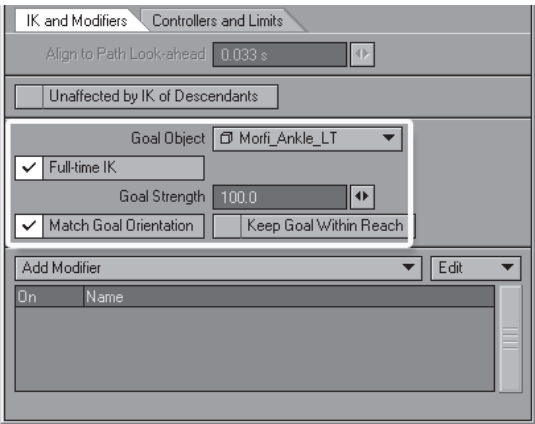 IK and Modifiers Controllers and Limits
Align to Path Look-ahead 0.033 s
Unaffected by IK of Descendants
Goal Object Morfi_Ankle_LT
Full-time IK
Goal Strength 100.0
Match Goal Orientation Keep Goal Within Reach
Add Modifier Edit
On Name